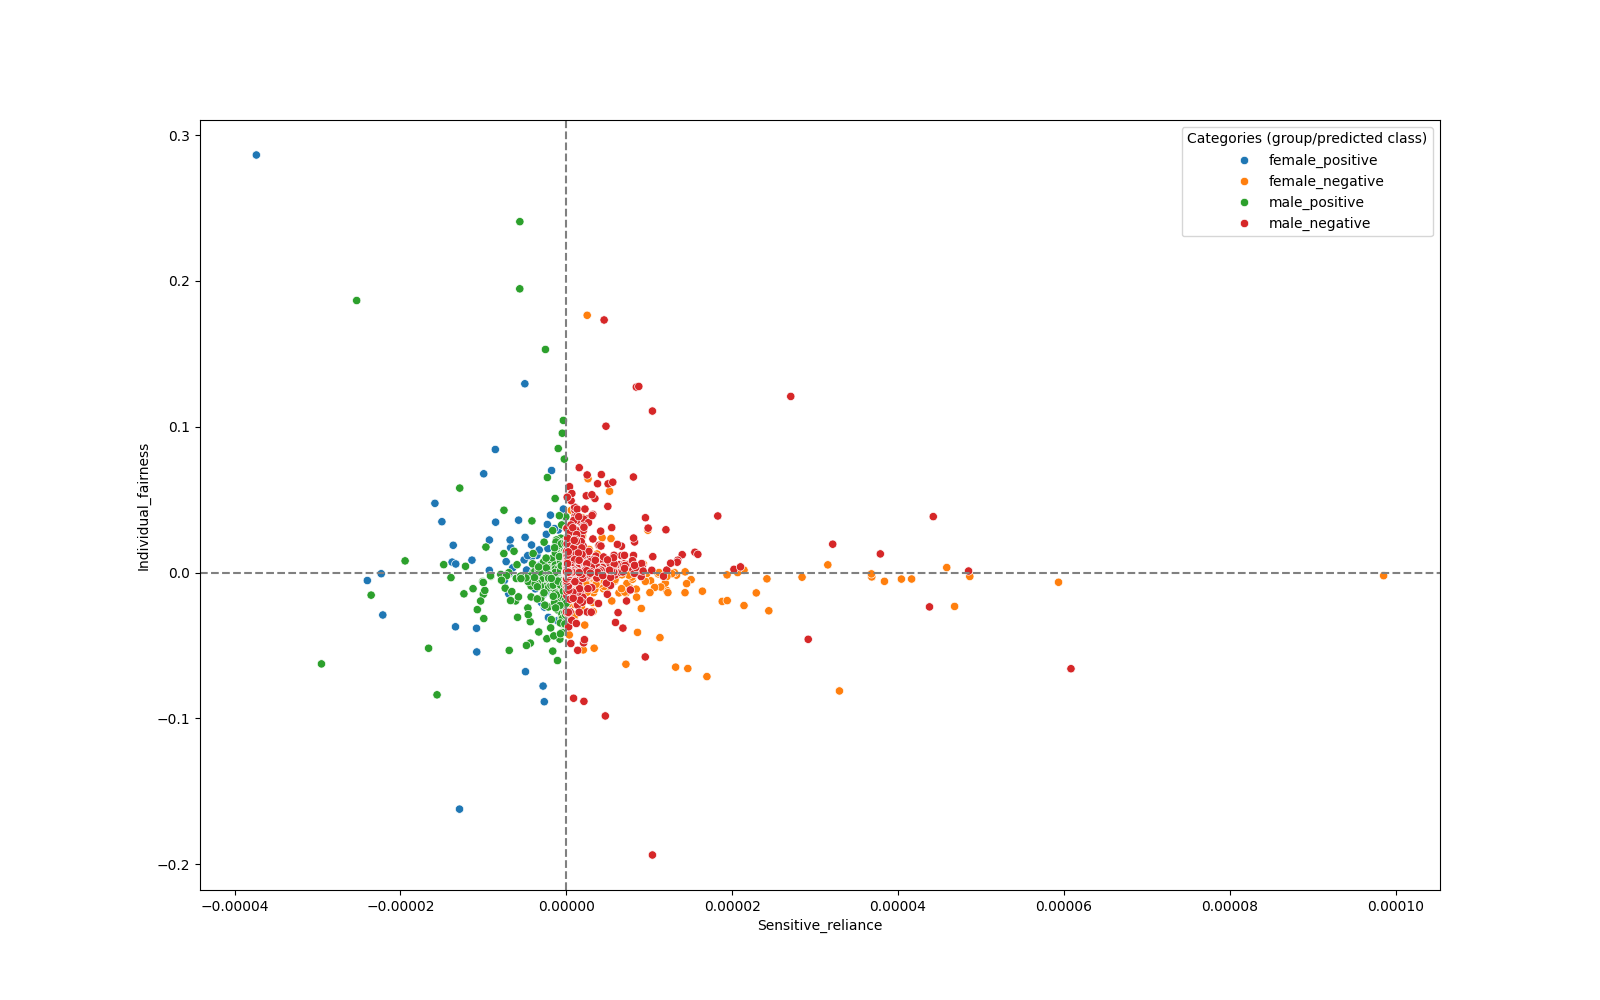 Categories (group/predicted class)
female_positive
female_negative
male_positive
male_negative
0.3
0.2
0.1
0.0
−0.1
−0.2
Individual_fairness
−0.00004
−0.00002
0.00000
0.00002
0.00004
0.00006
0.00008
0.00010
Sensitive_reliance